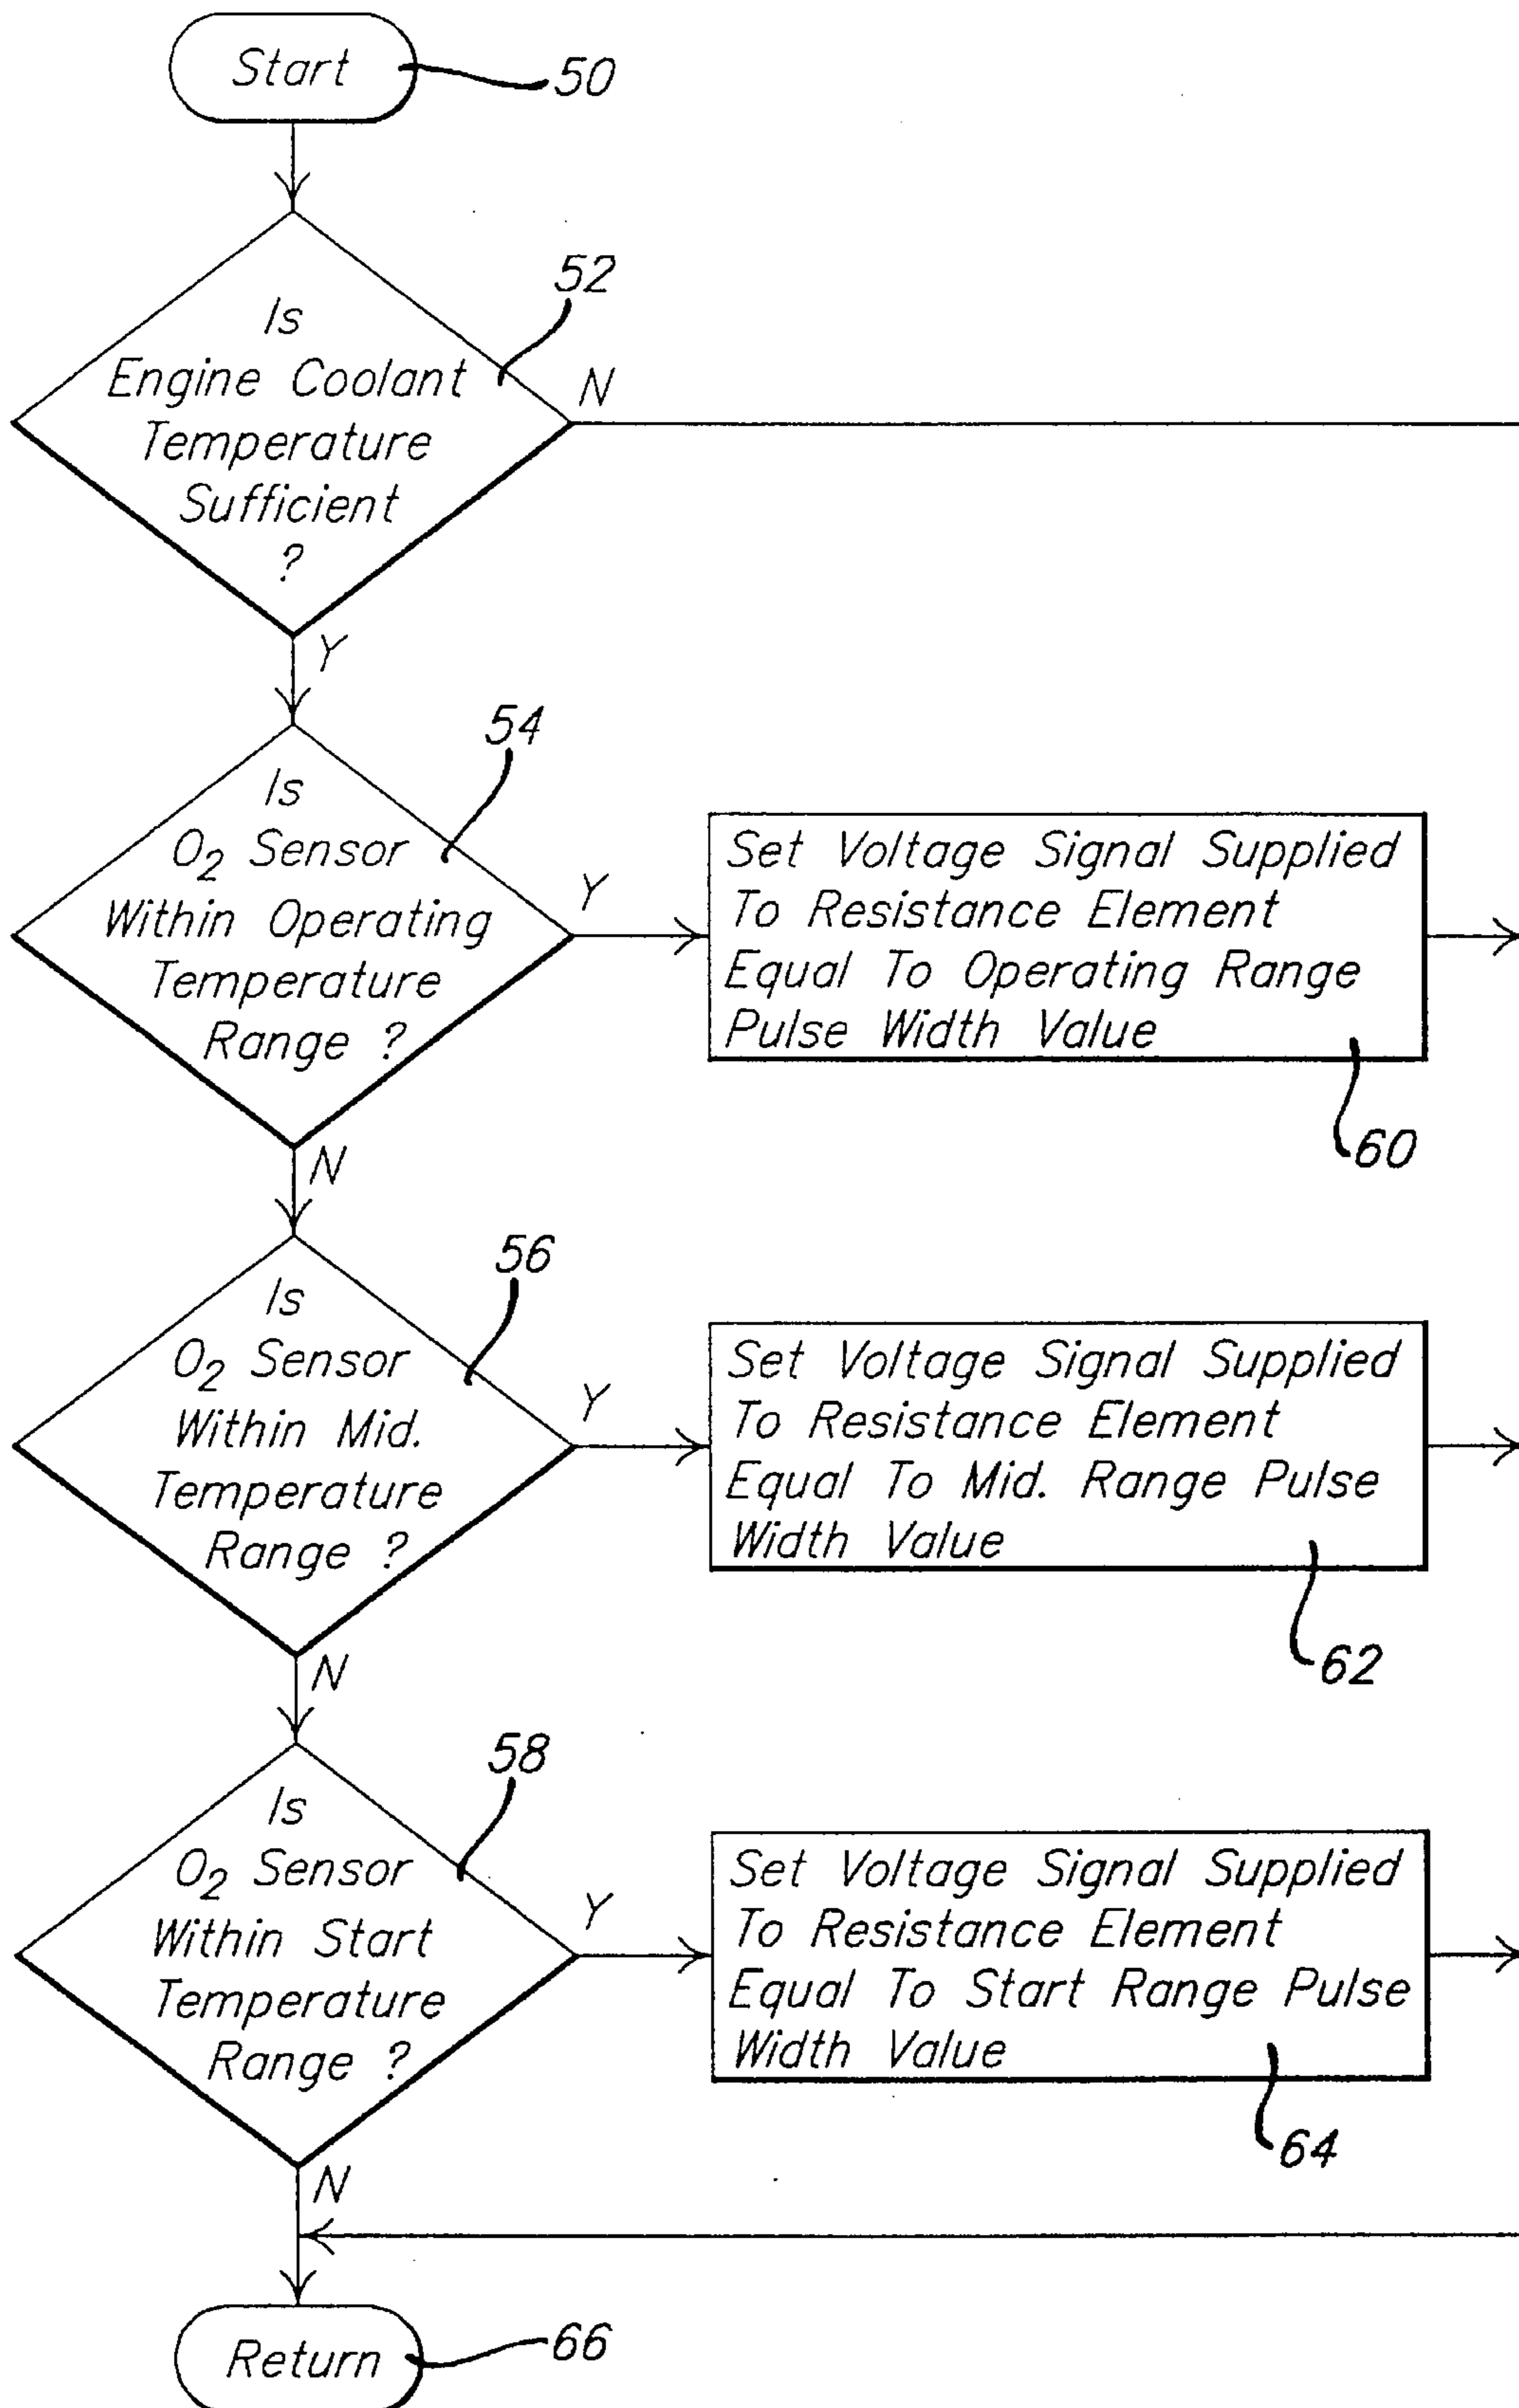 Start
50
52
Is
Engine Coolant
Temperature
Sufficient
?
N
Y
54
Is
O₂ Sensor
Within Operating
Temperature
Range ?
Y
Set Voltage Signal Supplied
To Resistance Element
Equal To Operating Range
Pulse Width Value
60
N
56
Is
O₂ Sensor
Within Mid.
Temperature
Range ?
Y
Set Voltage Signal Supplied
To Resistance Element
Equal To Mid. Range Pulse
Width Value
62
N
58
Is
O₂ Sensor
Within Start
Temperature
Range ?
Y
Set Voltage Signal Supplied
To Resistance Element
Equal To Start Range Pulse
Width Value
64
N
Return
66